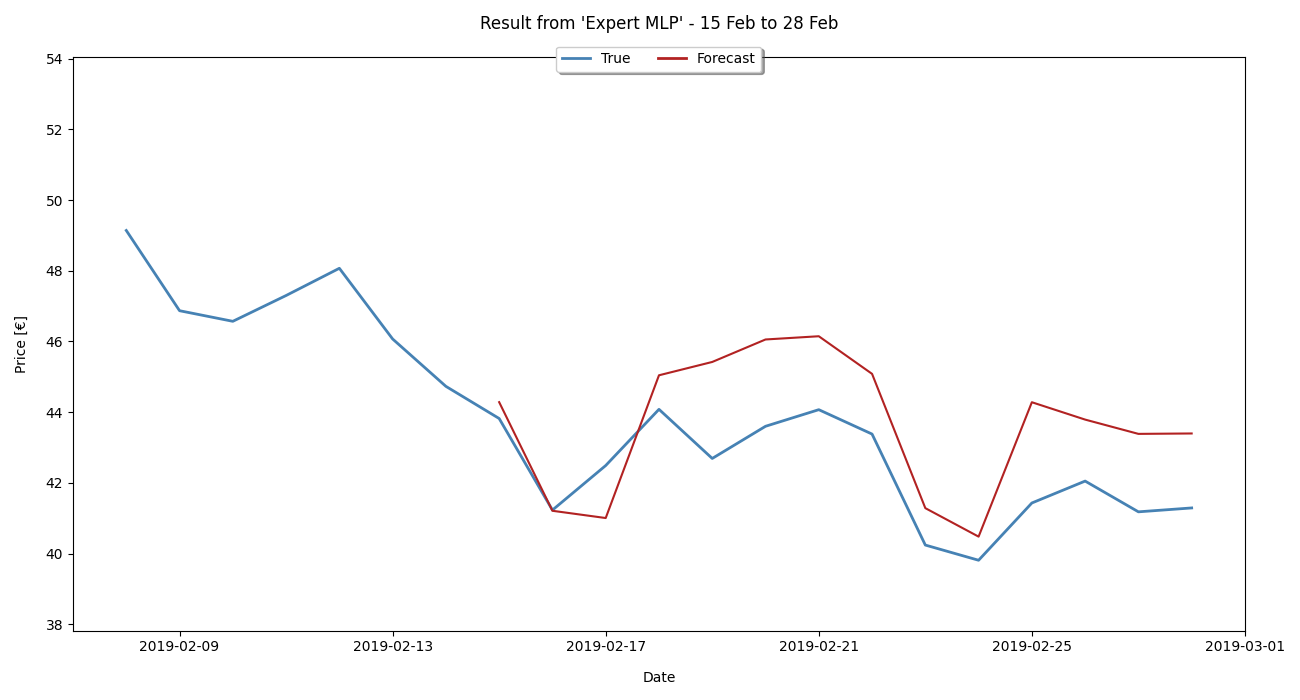 Result from 'Expert MLP' - 15 Feb to 28 Feb
True Forecast
54
52
50
48
46
44
42
40
38
Price [€]
2019-02-09 2019-02-13 2019-02-17 2019-02-21 2019-02-25 2019-03-01
Date